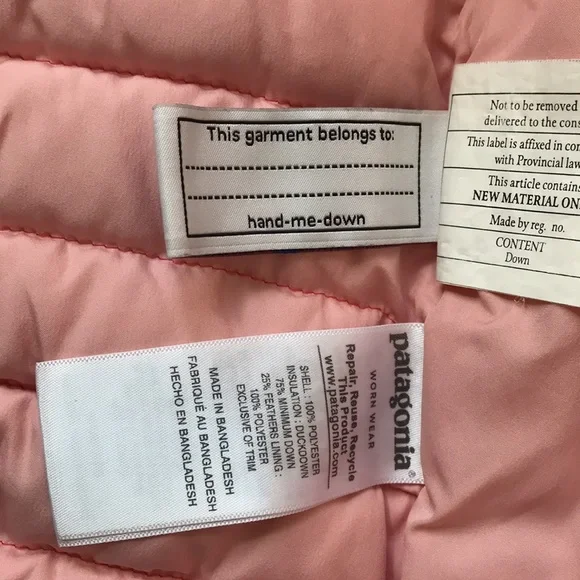 This garment belongs to:
hand-me-down
Not to be removed
delivered to the cons
This label is affixed in con
with Provincial law
This article contains
NEW MATERIAL ON
Made by reg. no.
CONTENT
Down
patagonia®
WORN WEAR
Repair, Reuse, Recycle
This Product
www.patagonia.com
SHELL : 100% POLYESTER
INSULATION : DUCKDOWN
75% MINIMUM DOWN
25% FEATHERS LINING :
100% POLYESTER
EXCLUSIVE OF TRIM
MADE IN BANGLADESH
FABRIQUÉ AU BANGLADESH
HECHO EN BANGLADESH